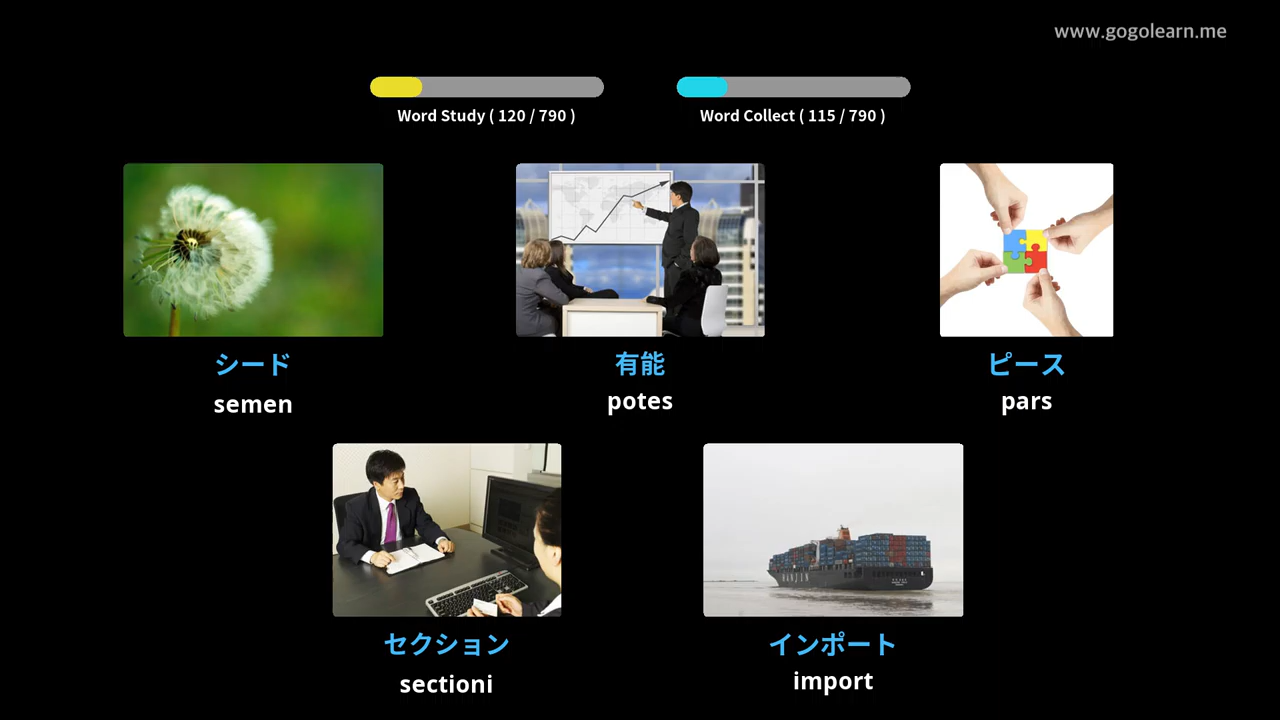 www.gogolearn.me
Word Study ( 120 / 790 )
Word Collect ( 115 / 790 )
シード
semen
有能
potes
ピース
pars
HANJIN
セクション
sectioni
インポート
import